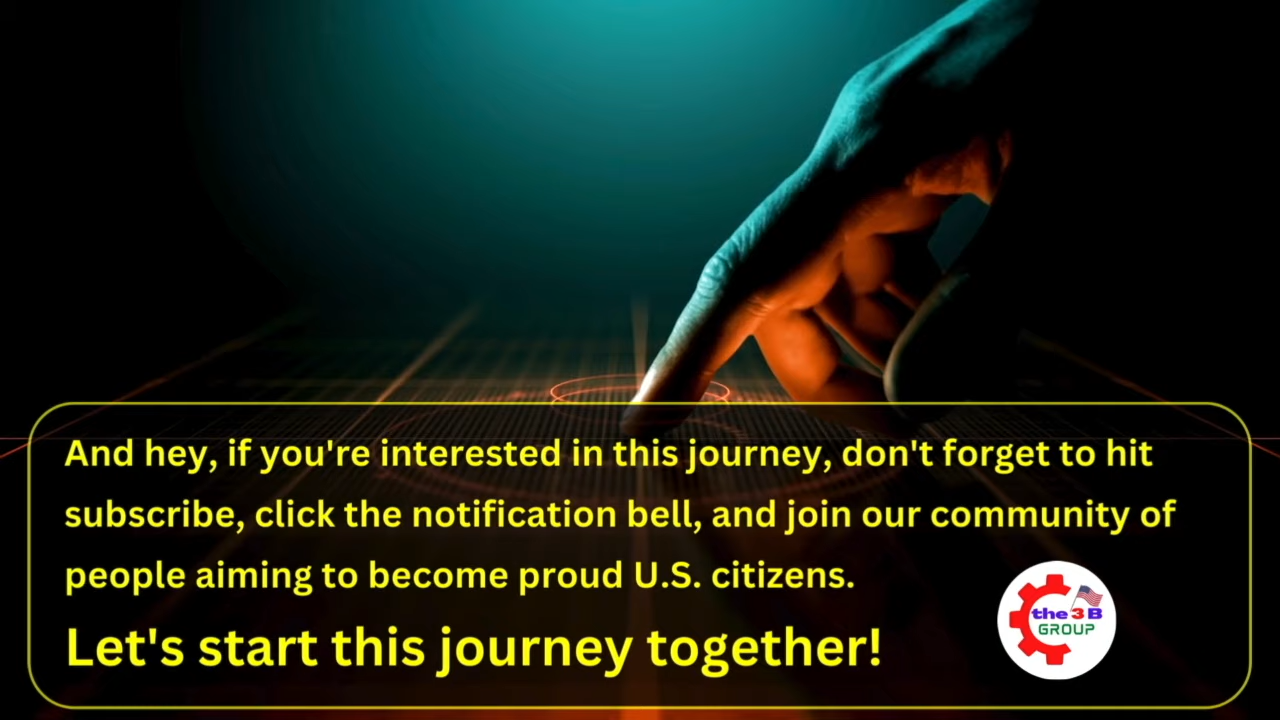 And hey, if you're interested in this journey, don't forget to hit
subscribe, click the notification bell, and join our community of
people aiming to become proud U.S. citizens.
Let's start this journey together!
the 3 B
GROUP